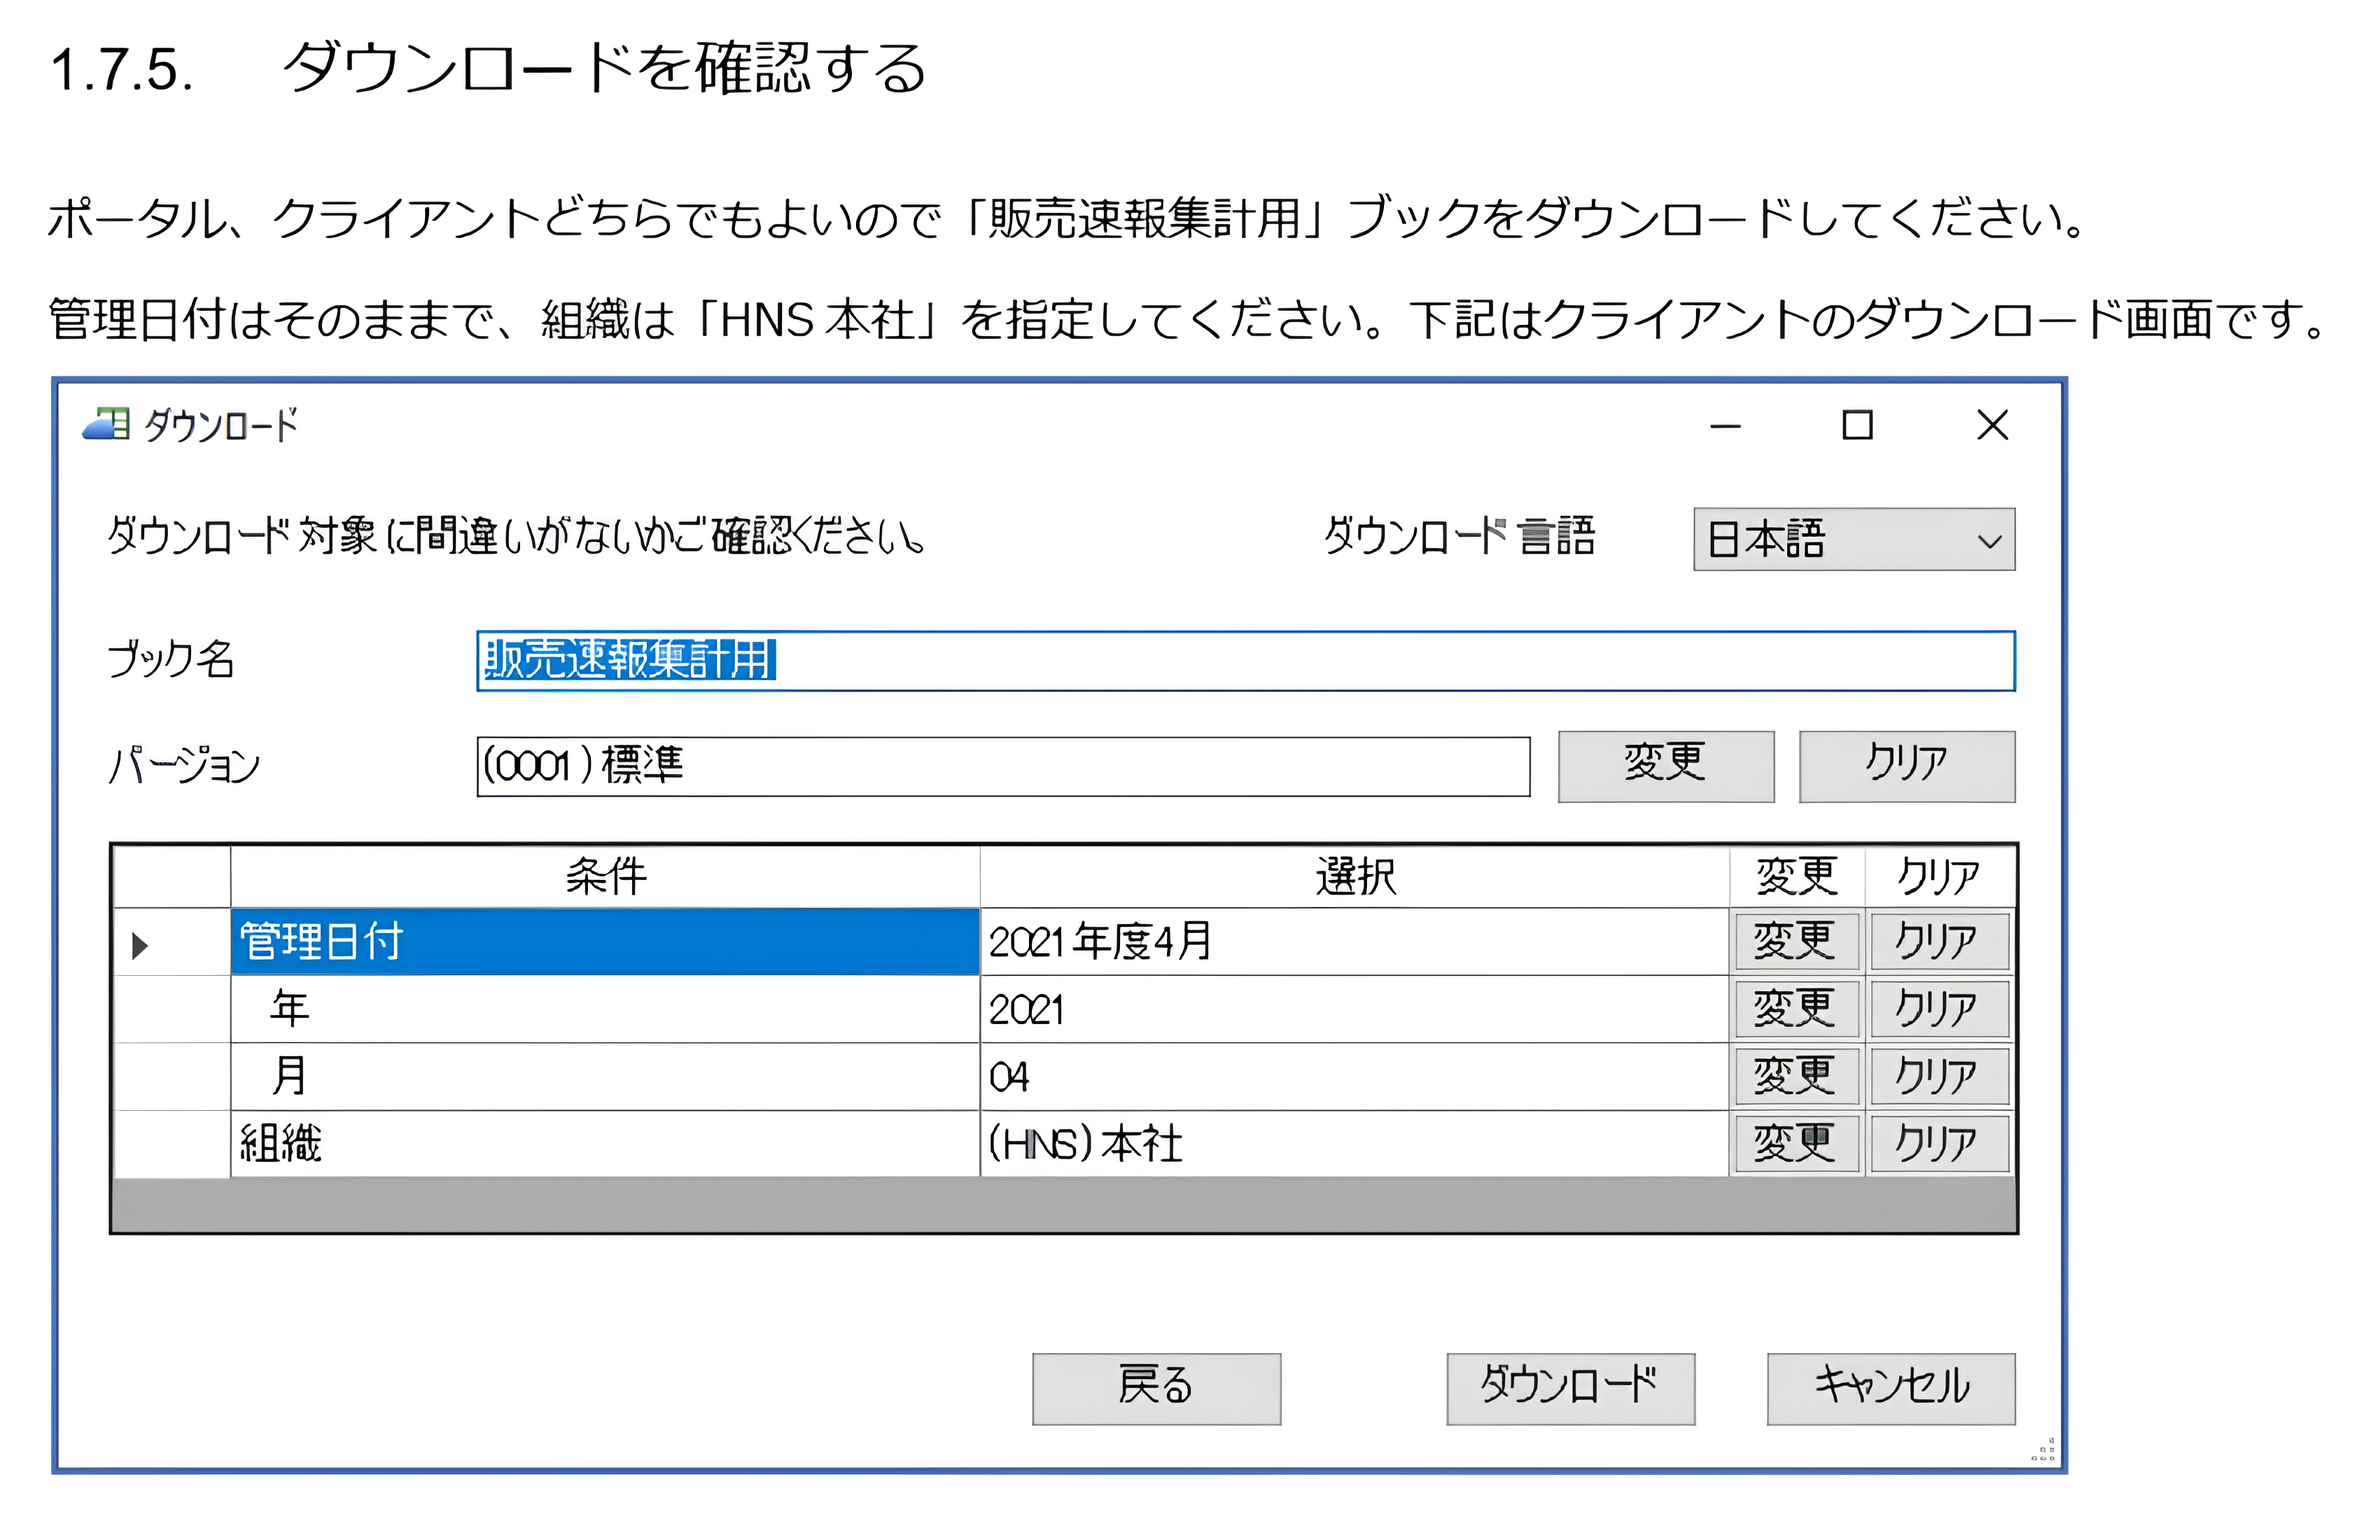 1.7.5. ダウンロードを確認する
ポータル、クライアントどちらでもよいので「販売速報集計用」ブックをダウンロードしてください。
管理日付はそのままで、組織は「HNS 本社」を指定してください。下記はクライアントのダウンロード画面です。
ダウンロード
ダウンロード対象に間違いがないかご確認ください。 ダウンロード言語 日本語
ブック名 販売速報集計用
バージョン (0001)標準 変更 クリア
条件 選択 変更 クリア
管理日付 2021年度4月 変更 クリア
年 2021 変更 クリア
月 04 変更 クリア
組織 (HNS)本社 変更 クリア
戻る ダウンロード キャンセル